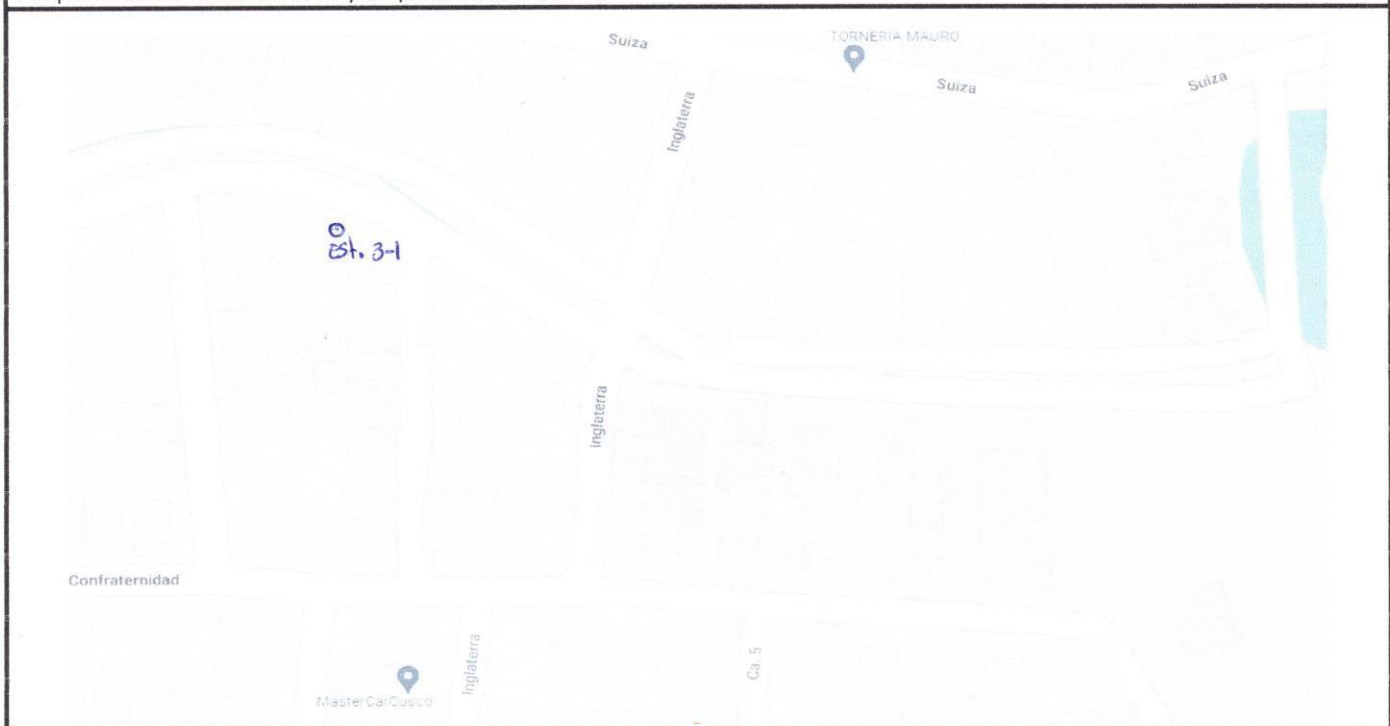 Suiza
TORNERIA MAURO
Suiza
Suiza
Inglaterra
Est. 3-1
Inglaterra
Confraternidad
Inglaterra
Ca. 5
MasterCarCusco